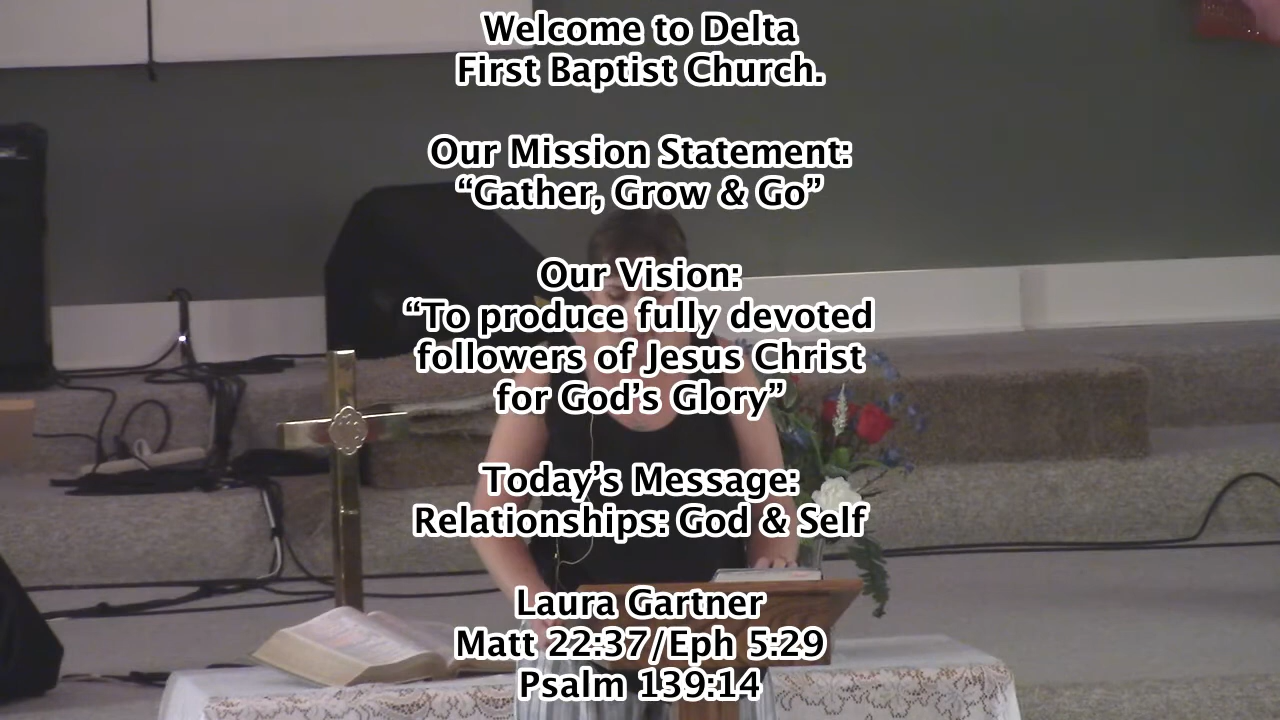 Welcome to Delta
First Baptist Church.
Our Mission Statement:
“Gather, Grow & Go”
Our Vision:
“To produce fully devoted
followers of Jesus Christ
for God’s Glory”
Today’s Message:
Relationships: God & Self
Laura Gartner
Matt 22:37/Eph 5:29
Psalm 139:14